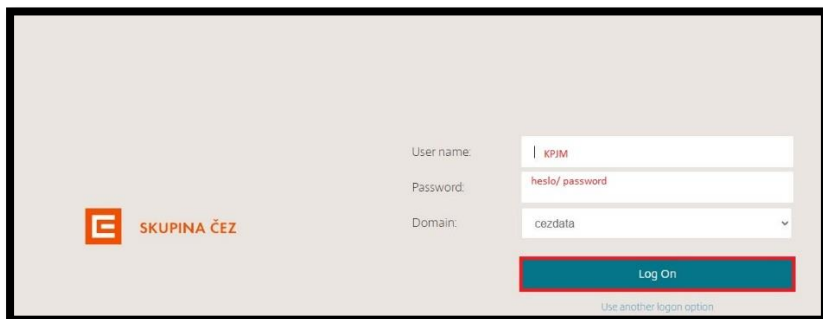 User name:
KPJM
Password:
heslo/ password
SKUPINA ČEZ
Domain:
cezdata
Log On
Use another logon option